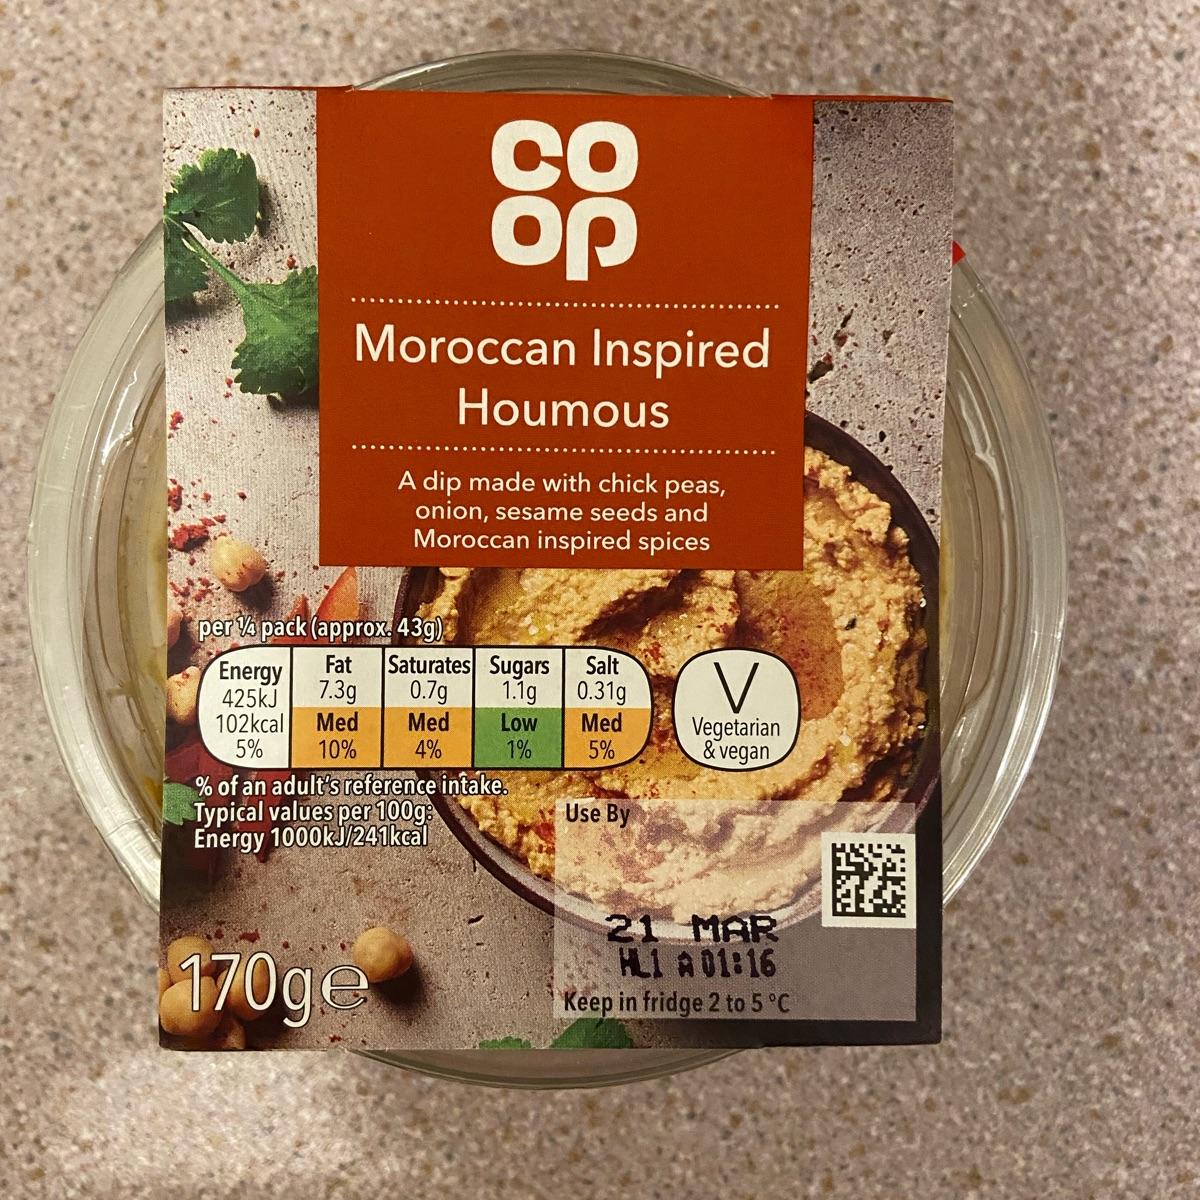 CO
OP
Moroccan Inspired
Houmous
A dip made with chick peas,
onion, sesame seeds and
Moroccan inspired spices
per ¼ pack (approx. 43g)
Energy
425kJ
102kcal
5%
Fat
7.3g
Med
10%
Saturates
0.7g
Med
4%
Sugars
1.1g
Low
1%
Salt
0.31g
Med
5%
V
Vegetarian
& vegan
% of an adult's reference intake.
Typical values per 100g:
Energy 1000kJ/241kcal
Use By
21 MAR
HL1 A 01:16
Keep in fridge 2 to 5 °C
170g℮